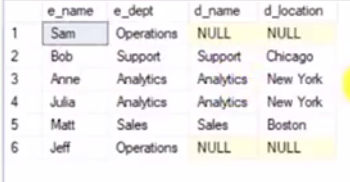 e_name e_dept d_name d_location
1 Sam Operations NULL NULL
2 Bob Support Support Chicago
3 Anne Analytics Analytics New York
4 Julia Analytics Analytics New York
5 Matt Sales Sales Boston
6 Jeff Operations NULL NULL